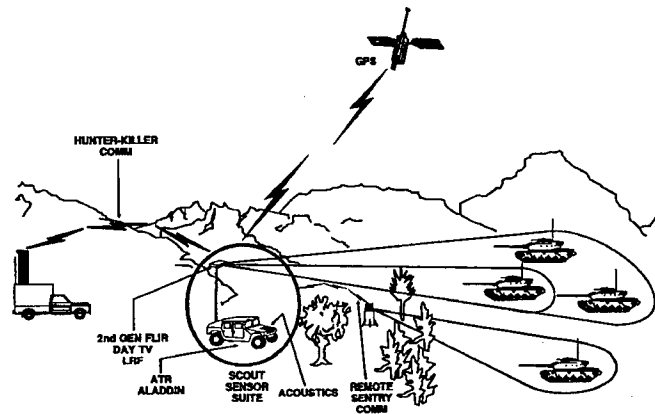 GPS
HUNTER-KILLER
COMM
2nd GEN FLIR
DAY TV
LRF
ATR
ALADDIN
SCOUT
SENSOR
SUITE
ACOUSTICS
REMOTE
SENTRY
COMM